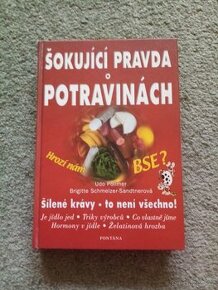 ŠOKUJÍCÍ PRAVDA
O
POTRAVINÁCH
Hrozí nám
BSE?
Udo Pollmer
Brigitte Schmelzer-Sandtnerová
Šílené krávy - to není všechno!
Je jídlo jed • Triky výrobců • Co vlastně jíme
Hormony v jídle • Želatinová hrozba
FONTÁNA